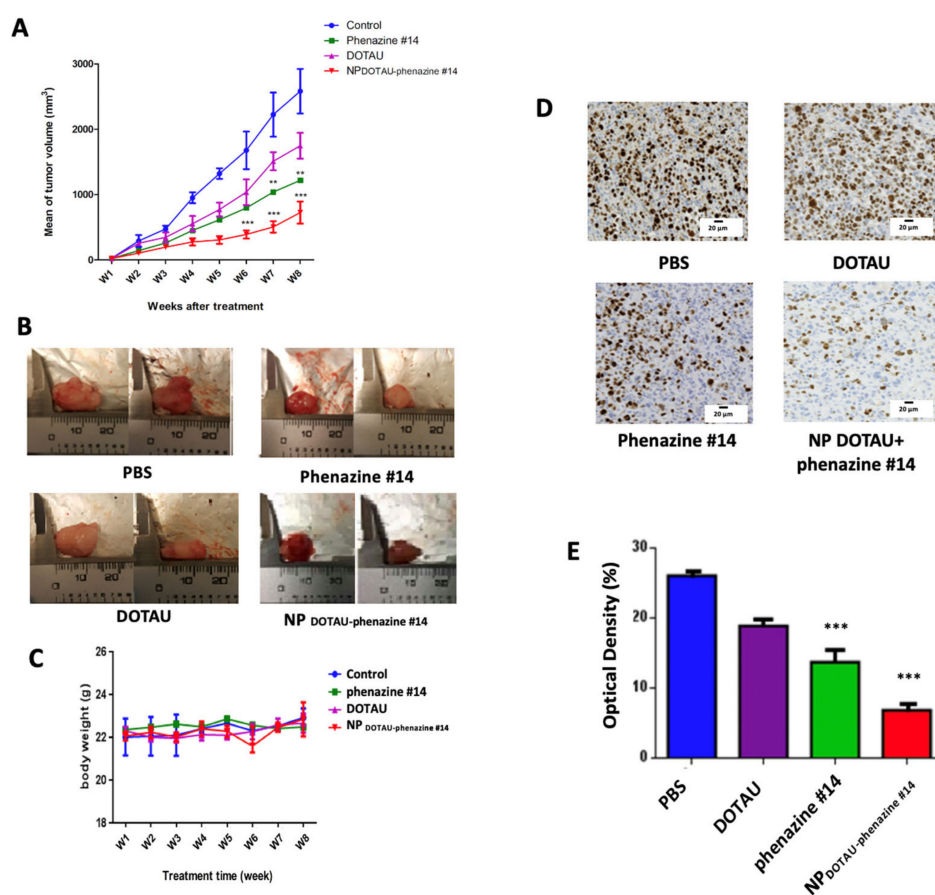 A
Control
Phenazine #14
DOTAU
NPDOTAU-phenazine #14
Mean of tumor volume (mm3)
3000
2000
1000
0
**
**
***
***
***
W1 W2 W3 W4 W5 W6 W7 W8
Weeks after treatment
B
PBS
Phenazine #14
DOTAU
NP DOTAU-phenazine #14
C
Control
phenazine #14
DOTAU
NP DOTAU-phenazine #14
body weight (g)
26
24
22
20
18
W1 W2 W3 W4 W5 W6 W7 W8
Treatment time (week)
D
20 µm
20 µm
PBS
DOTAU
20 µm
20 µm
Phenazine #14
NP DOTAU+
phenazine #14
E
Optical Density (%)
30
20
10
0
***
***
PBS
DOTAU
phenazine #14
NPDOTAU-phenazine #14